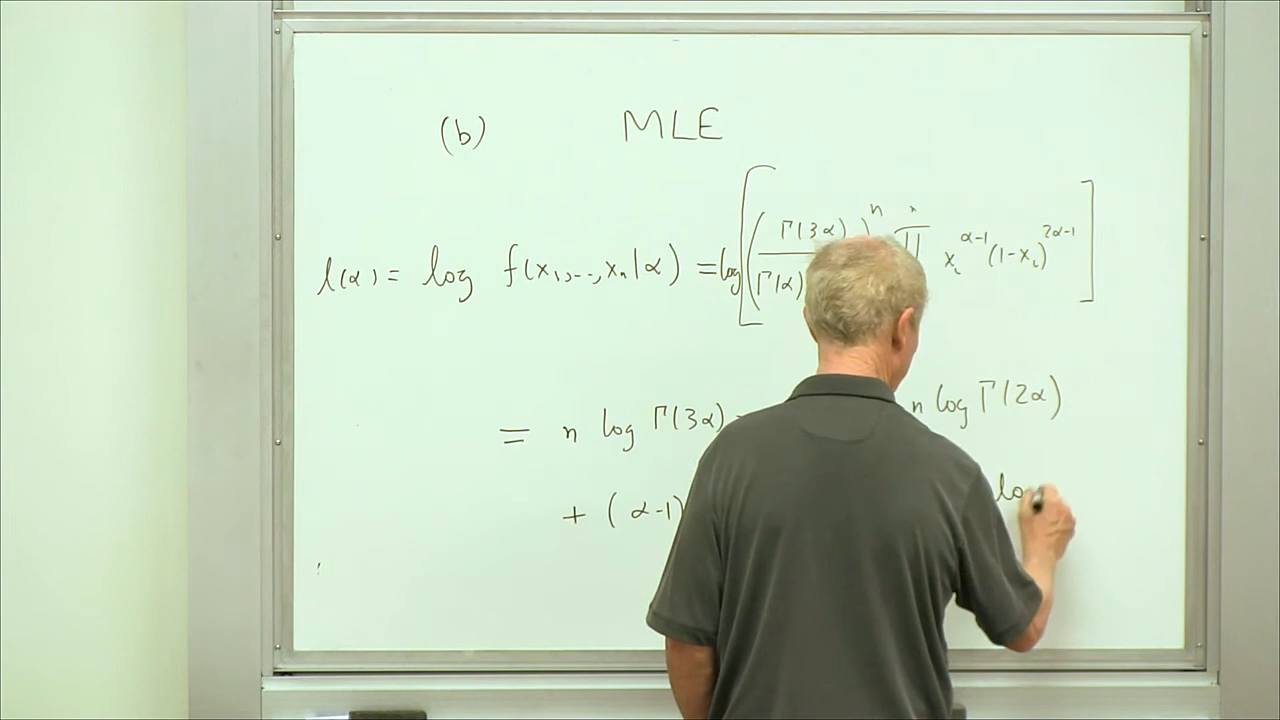 (b) MLE
l(α) = log f(x₁,..,xₙ|α) = log[(Γ(3α) / Γ(α) )ⁿ ∏ xᵢ^(α-1) (1-xᵢ)^(2α-1)]
= n log Γ(3α) - n log Γ(2α)
+ (α-1) lo